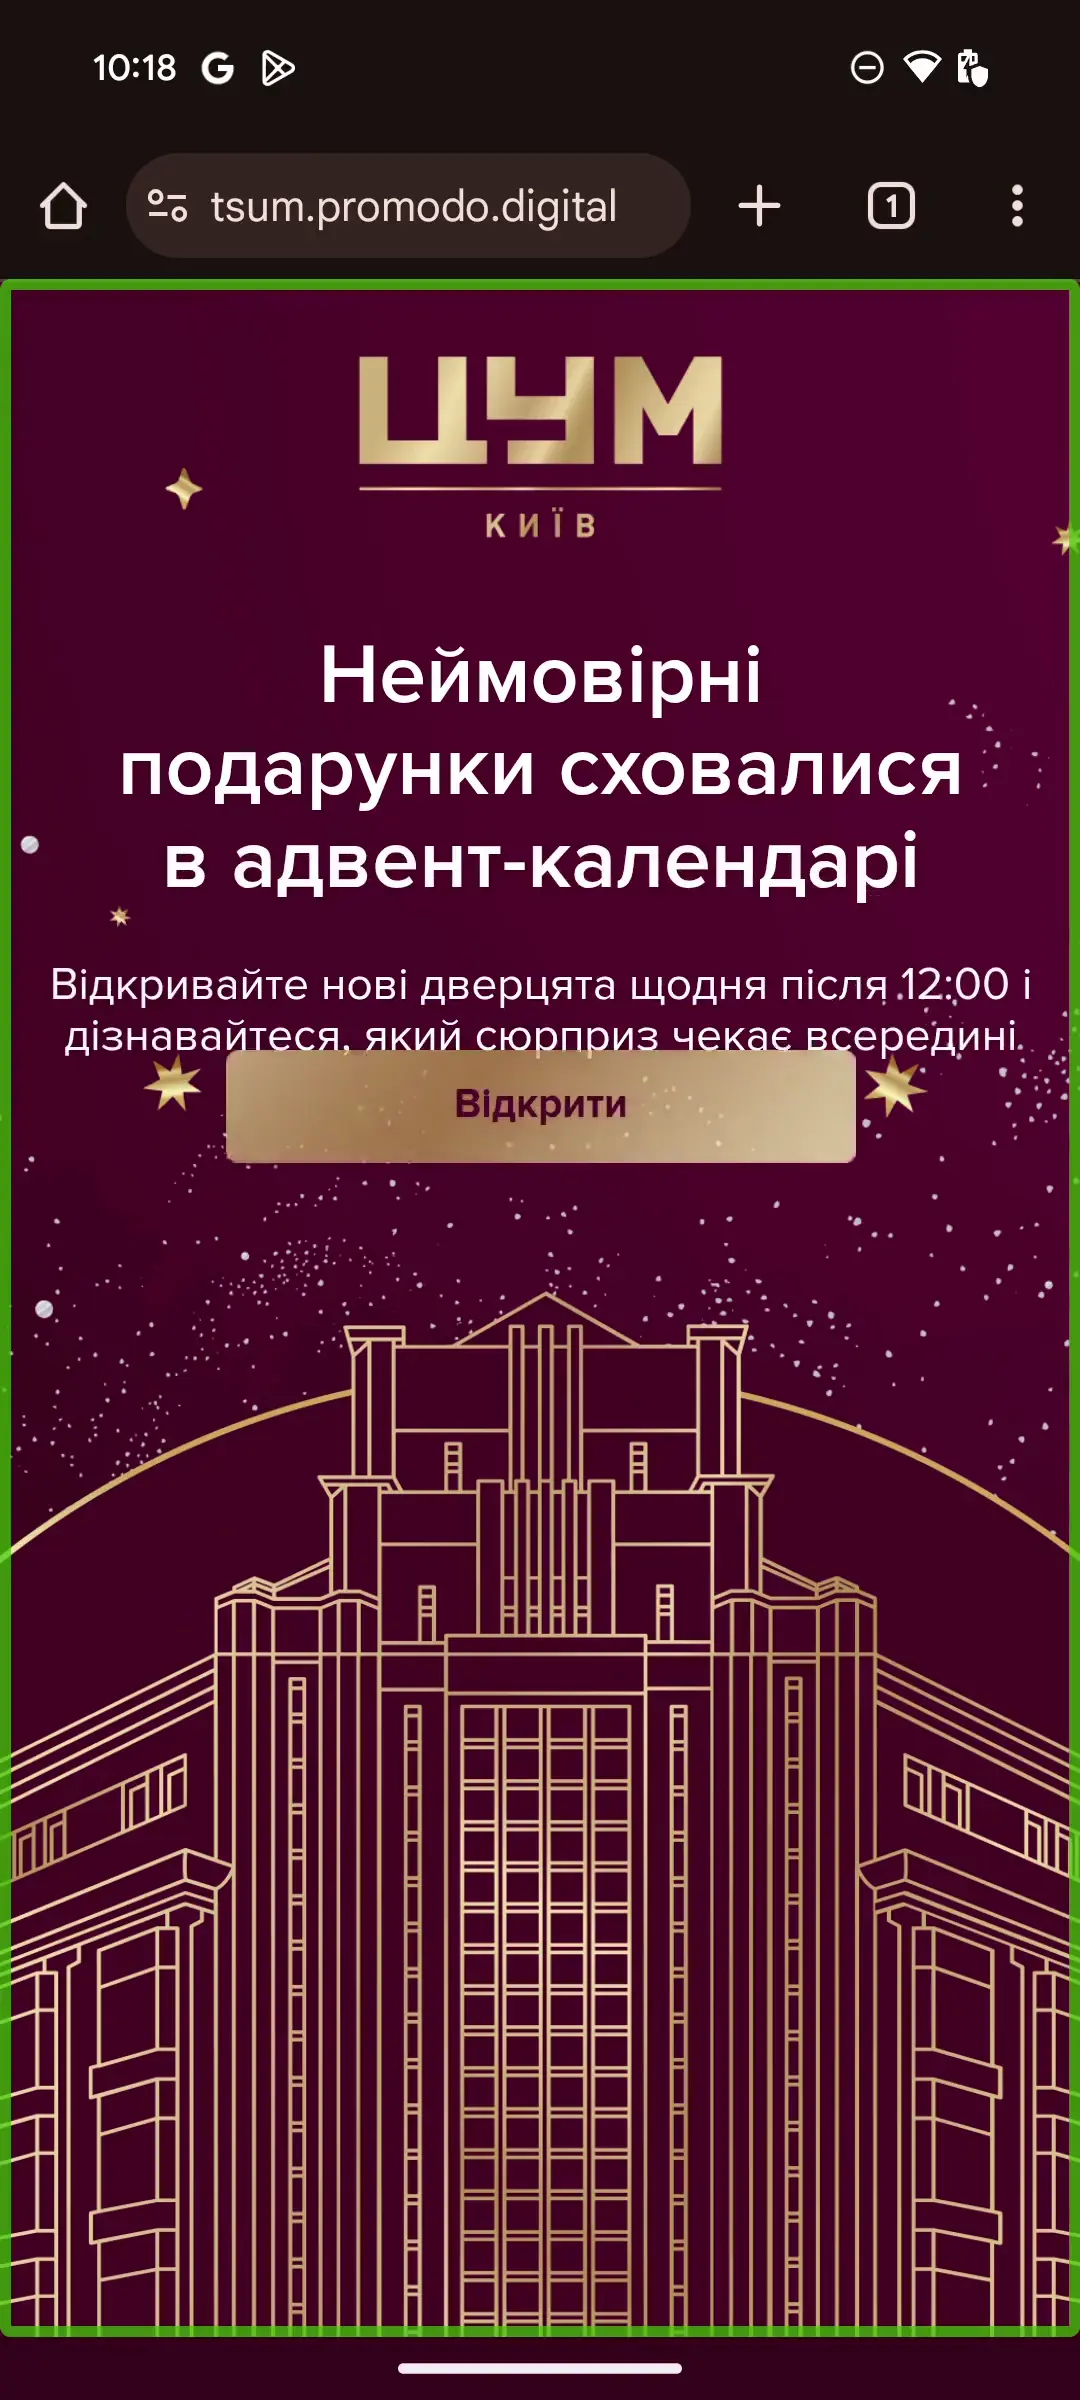 10:18
tsum.promodo.digital
1
ЦУМ
КИЇВ
Неймовірні
подарунки сховалися
в адвент-календарі
Відкривайте нові дверцята щодня після 12:00 і
дізнавайтеся, який сюрприз чекає всередині.
Відкрити